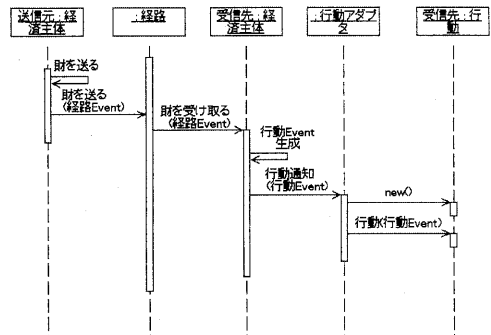 送信元 : 経
済主体
: 経路
受信先 : 経
済主体
: 行動アダプ
タ
受信先 : 行
動
財を送る
財を送る
(経路Event)
財を受け取る
(経路Event)
行動Event
生成
行動通知
(行動Event)
new()
行動(行動Event)